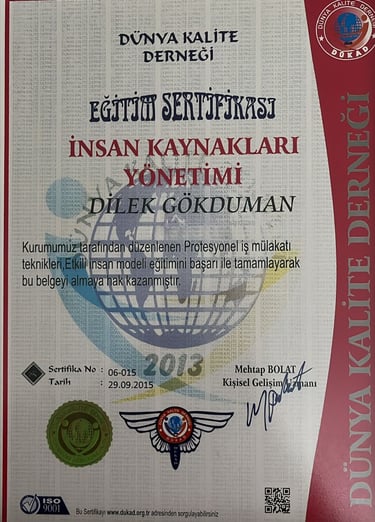 DÜNYA KALİTE
DERNEĞİ
DÜNYA KALİTE DERNEĞİ
DUKAD
EĞİTİM SERTİFİKASI
İNSAN KAYNAKLARI
YÖNETİMİ
DİLEK GÖKDUMAN
Kurumumuz tarafından düzenlenen Profesyonel iş mülakatı
teknikleri,Etkili insan modeli eğitimini başarı ile tamamlayarak
bu belgeyi almaya hak kazanmıştır.
2013
Sertifika No : 06-015
Tarih : 29.09.2015
Mehtap BOLAT
Kişisel Gelişim Uzmanı
DUKAD
ISO
9001
Bu Sertifikayı www.dukad.org.tr adresinden sorgulayabilirsiniz
DÜNYA KALİTE DERNEĞİ